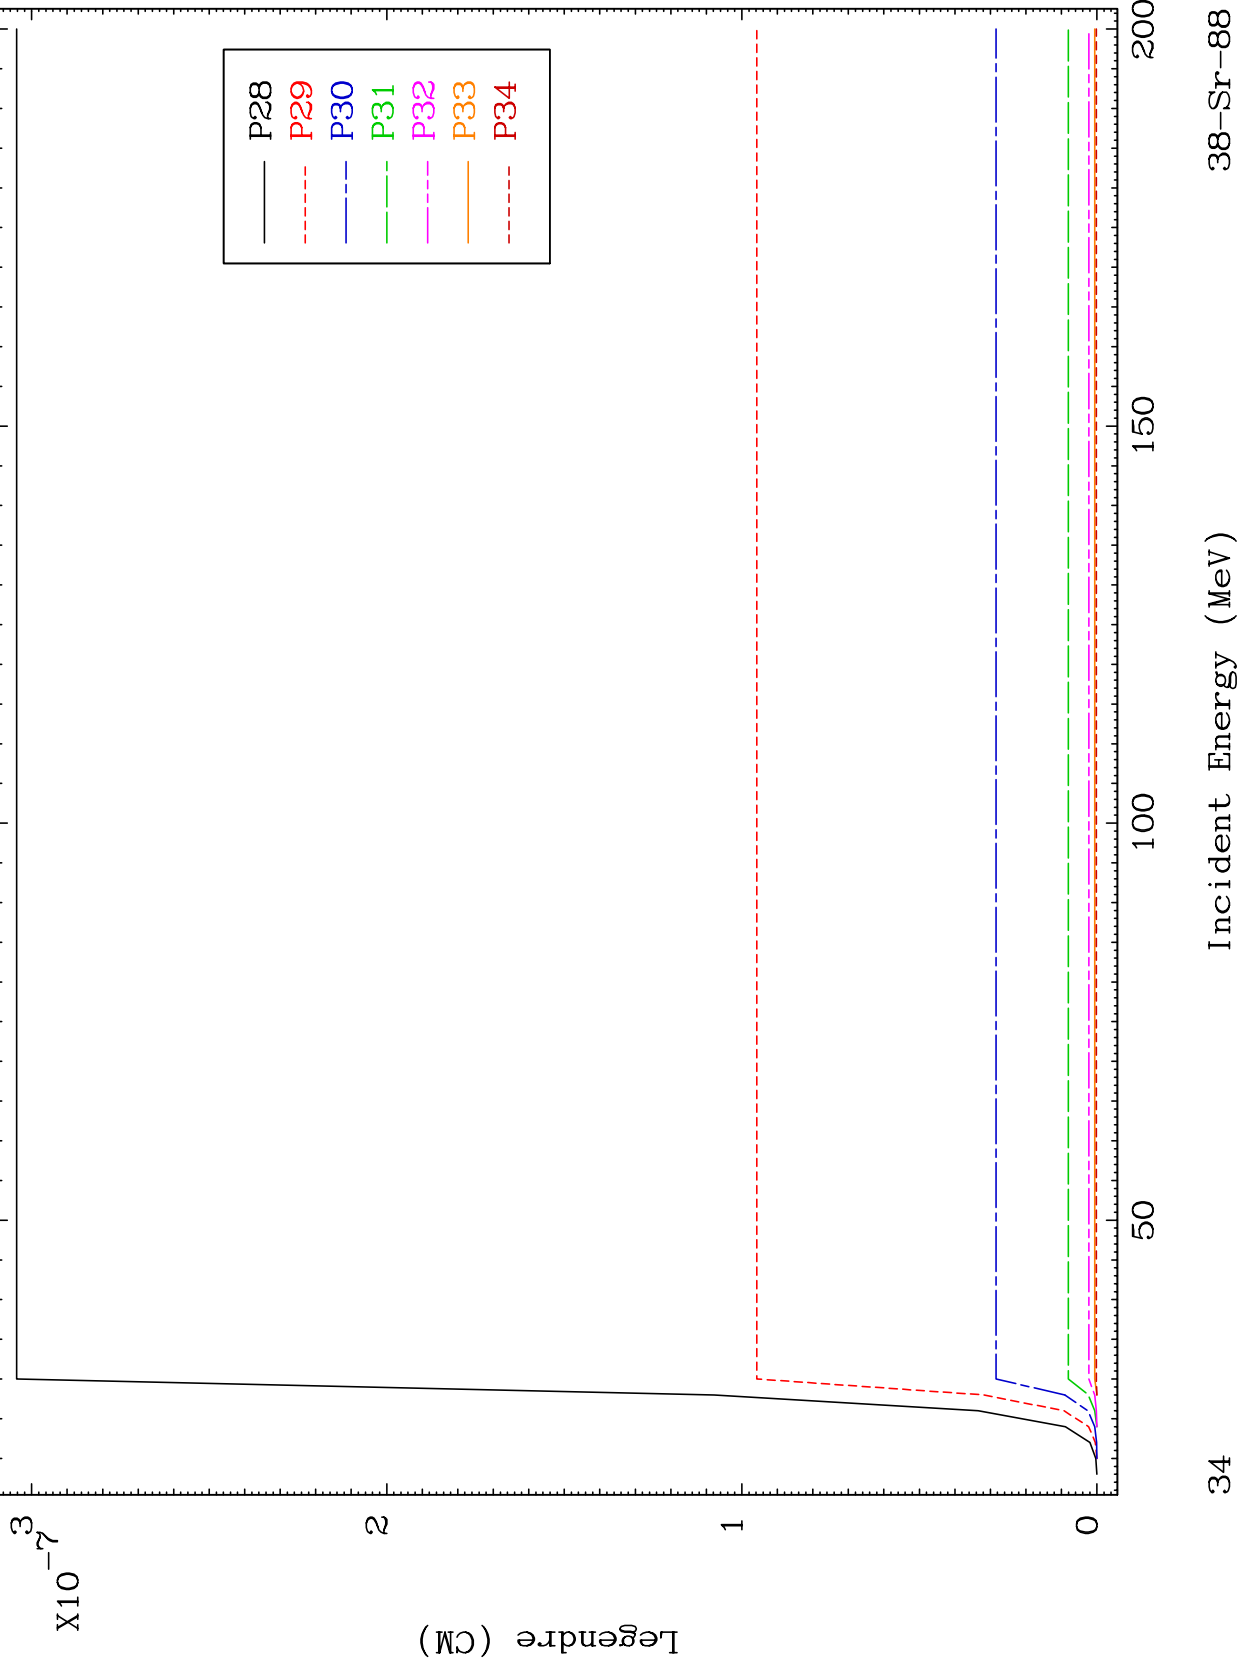 X10
-7
3
2
1
0
Legendre (CM)
P28
P29
P30
P31
P32
P33
P34
50
100
150
200
Incident Energy (MeV)
34
38-Sr-88